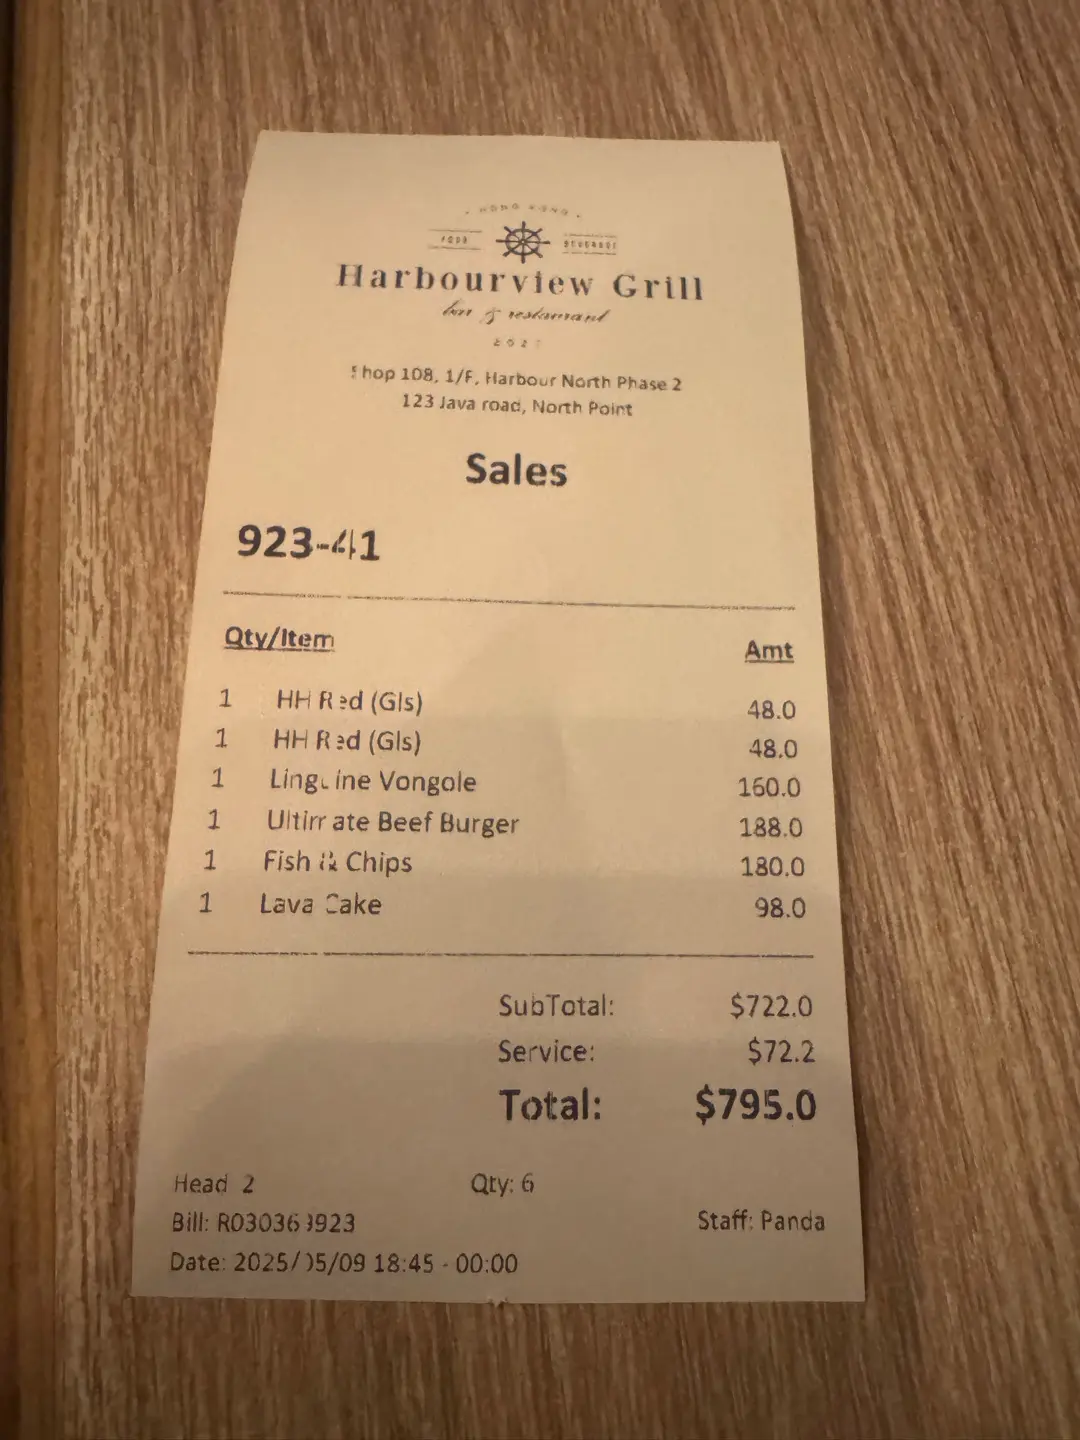 HONG KONG
FOOD BEVERAGE
Harbourview Grill
bar & restaurant
Shop 108, 1/F, Harbour North Phase 2
123 Java road, North Point
Sales
923-41
Qty/Item Amt
1 HH Red (Gls) 48.0
1 HH Red (Gls) 48.0
1 Linguine Vongole 160.0
1 Ultimate Beef Burger 188.0
1 Fish & Chips 180.0
1 Lava Cake 98.0
SubTotal: $722.0
Service: $72.2
Total: $795.0
Head 2 Qty: 6
Bill: Staff: Panda
Date: 2025/05/09 18:45 - 00:00